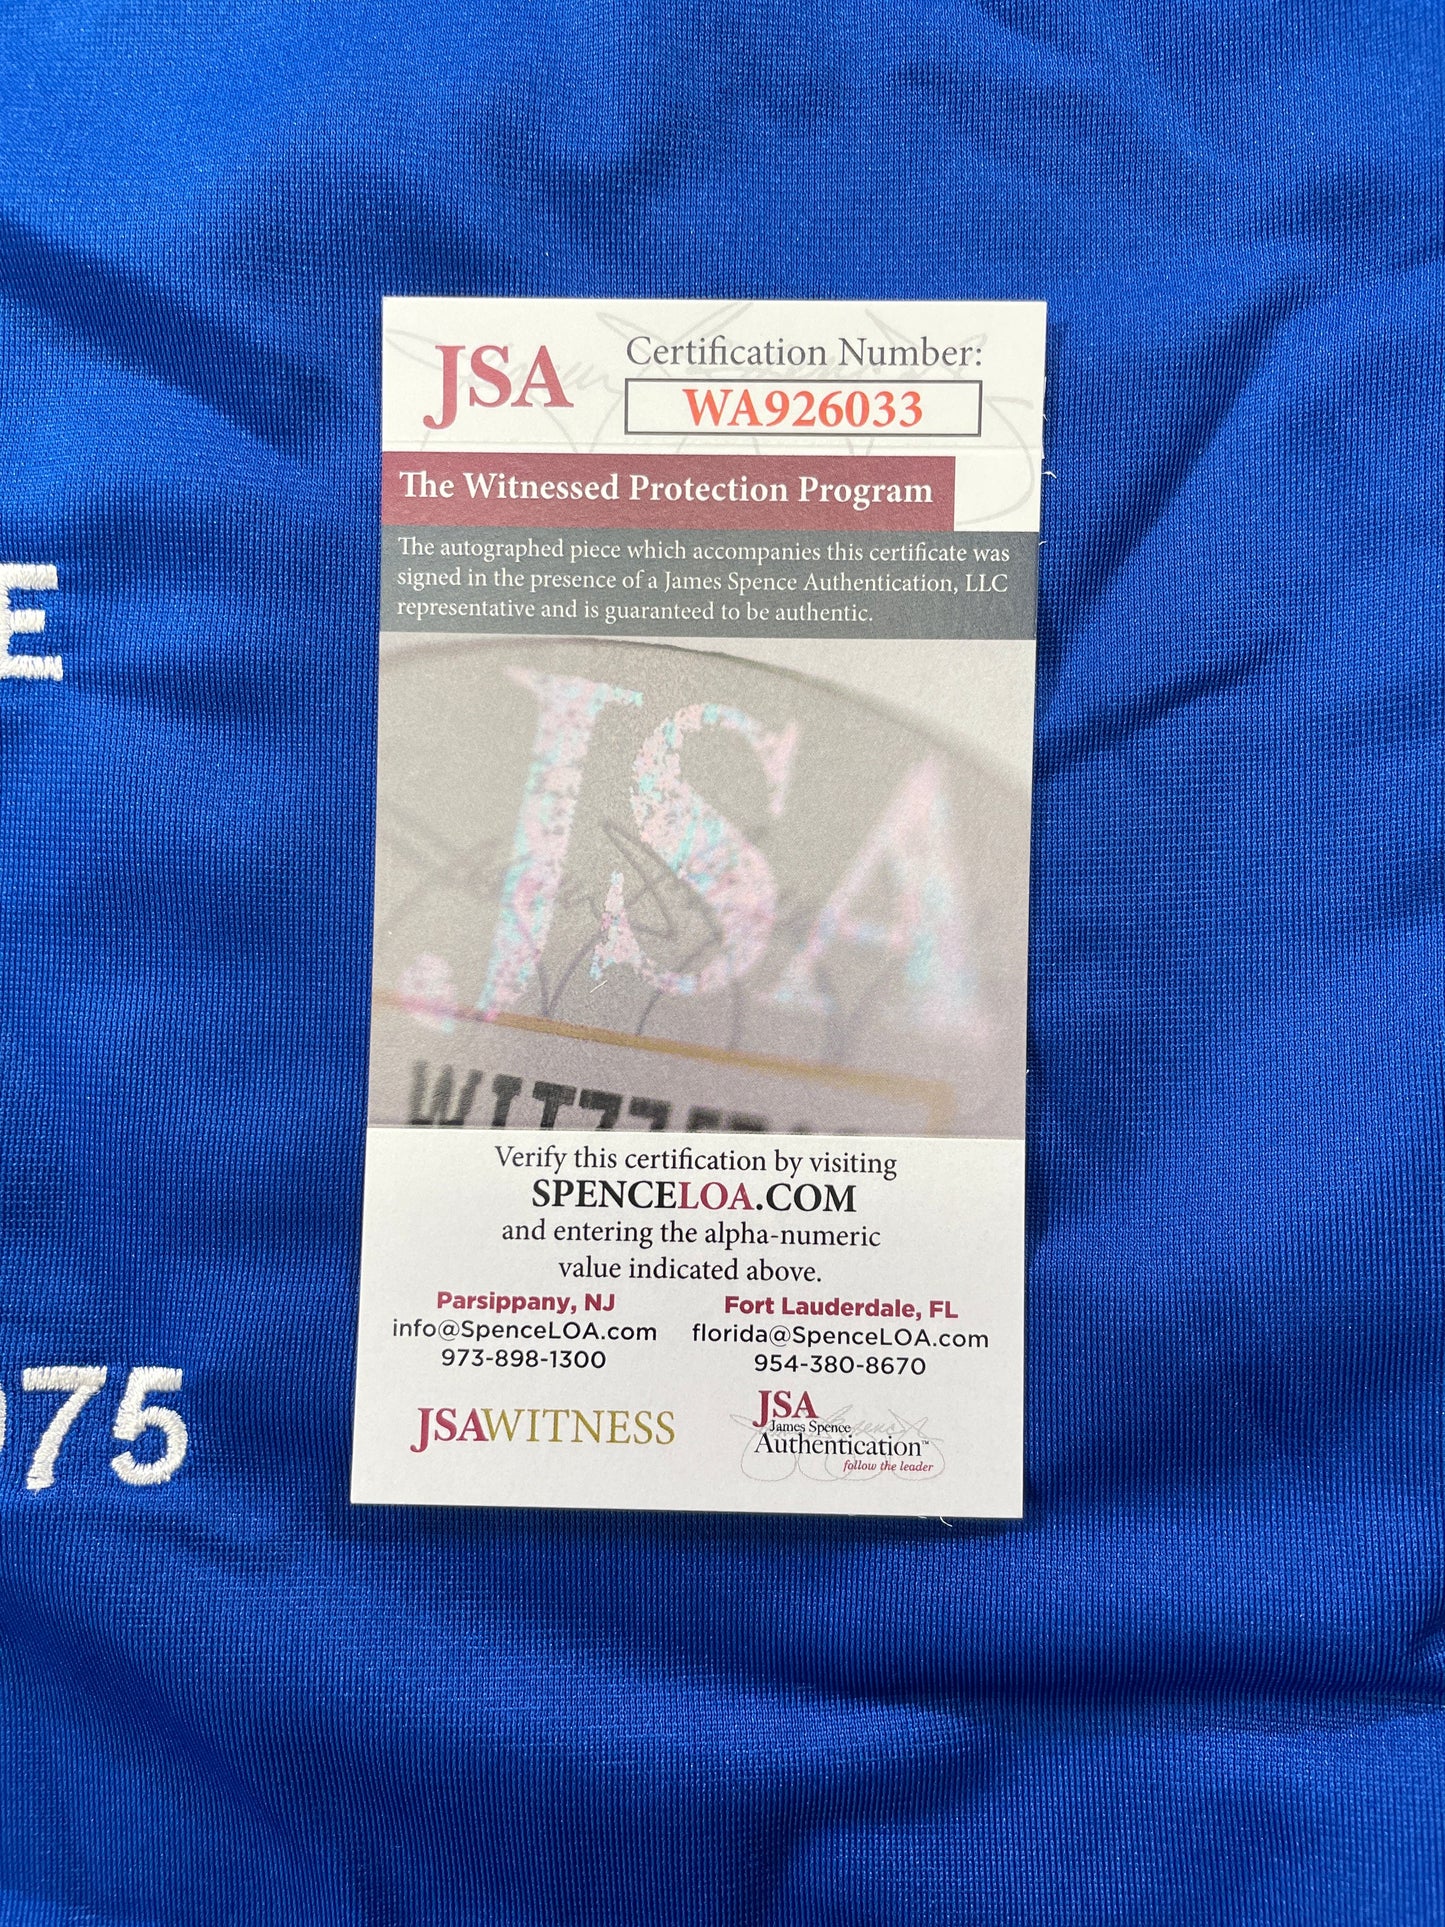 JSA
Certification Number:
WA926033
The Witnessed Protection Program
The autographed piece which accompanies this certificate was
signed in the presence of a James Spence Authentication, LLC
representative and is guaranteed to be authentic.
E
JSA
Verify this certification by visiting
SPENCELOA.COM
and entering the alpha-numeric
value indicated above.
Parsippany, NJ
info@SpenceLOA.com
973-898-1300
Fort Lauderdale, FL
florida@SpenceLOA.com
954-380-8670
75
JSAWITNESS
JSA
James Spence
Authentication™
follow the leader